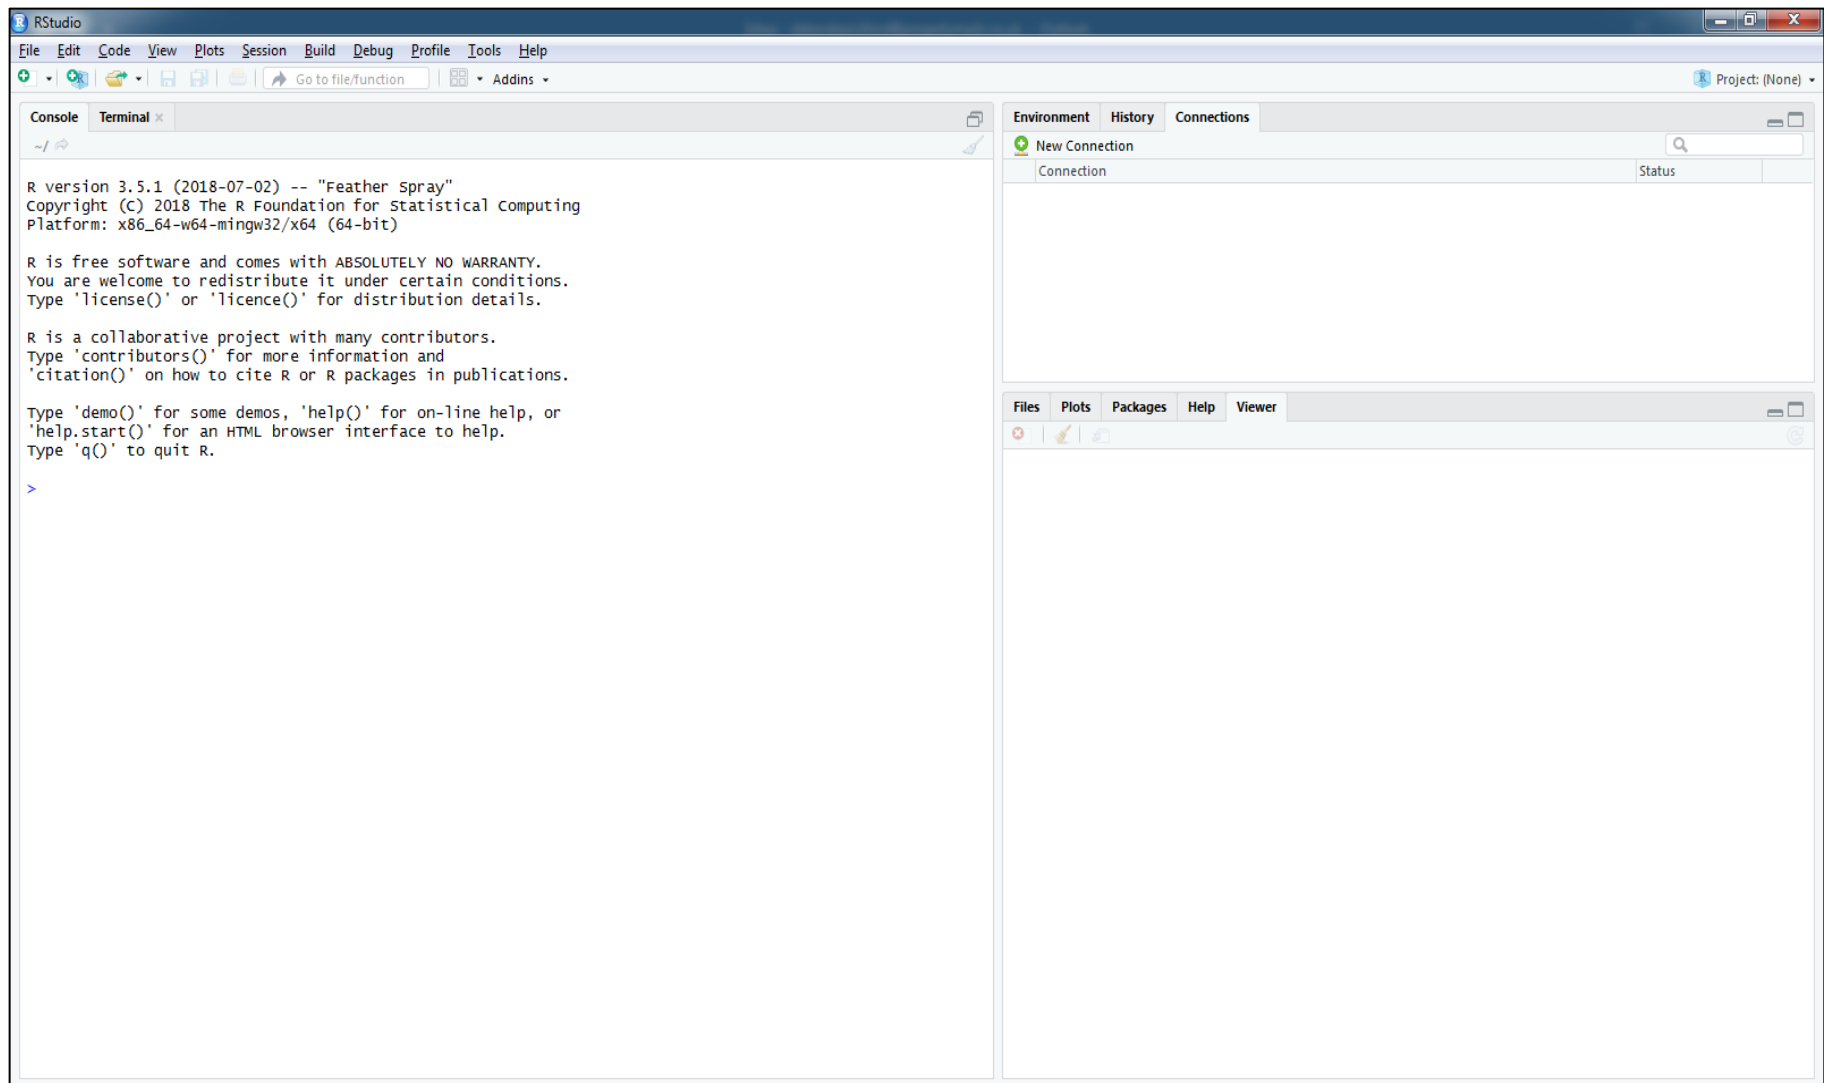 RStudio
File Edit Code View Plots Session Build Debug Profile Tools Help
Go to file/function Addins Project: (None)
Console Terminal
~/
R version 3.5.1 (2018-07-02) -- "Feather Spray"
Copyright (C) 2018 The R Foundation for Statistical Computing
Platform: x86_64-w64-mingw32/x64 (64-bit)
R is free software and comes with ABSOLUTELY NO WARRANTY.
You are welcome to redistribute it under certain conditions.
Type 'license()' or 'licence()' for distribution details.
R is a collaborative project with many contributors.
Type 'contributors()' for more information and
'citation()' on how to cite R or R packages in publications.
Type 'demo()' for some demos, 'help()' for on-line help, or
'help.start()' for an HTML browser interface to help.
Type 'q()' to quit R.
>
Environment History Connections
New Connection
Connection Status
Files Plots Packages Help Viewer